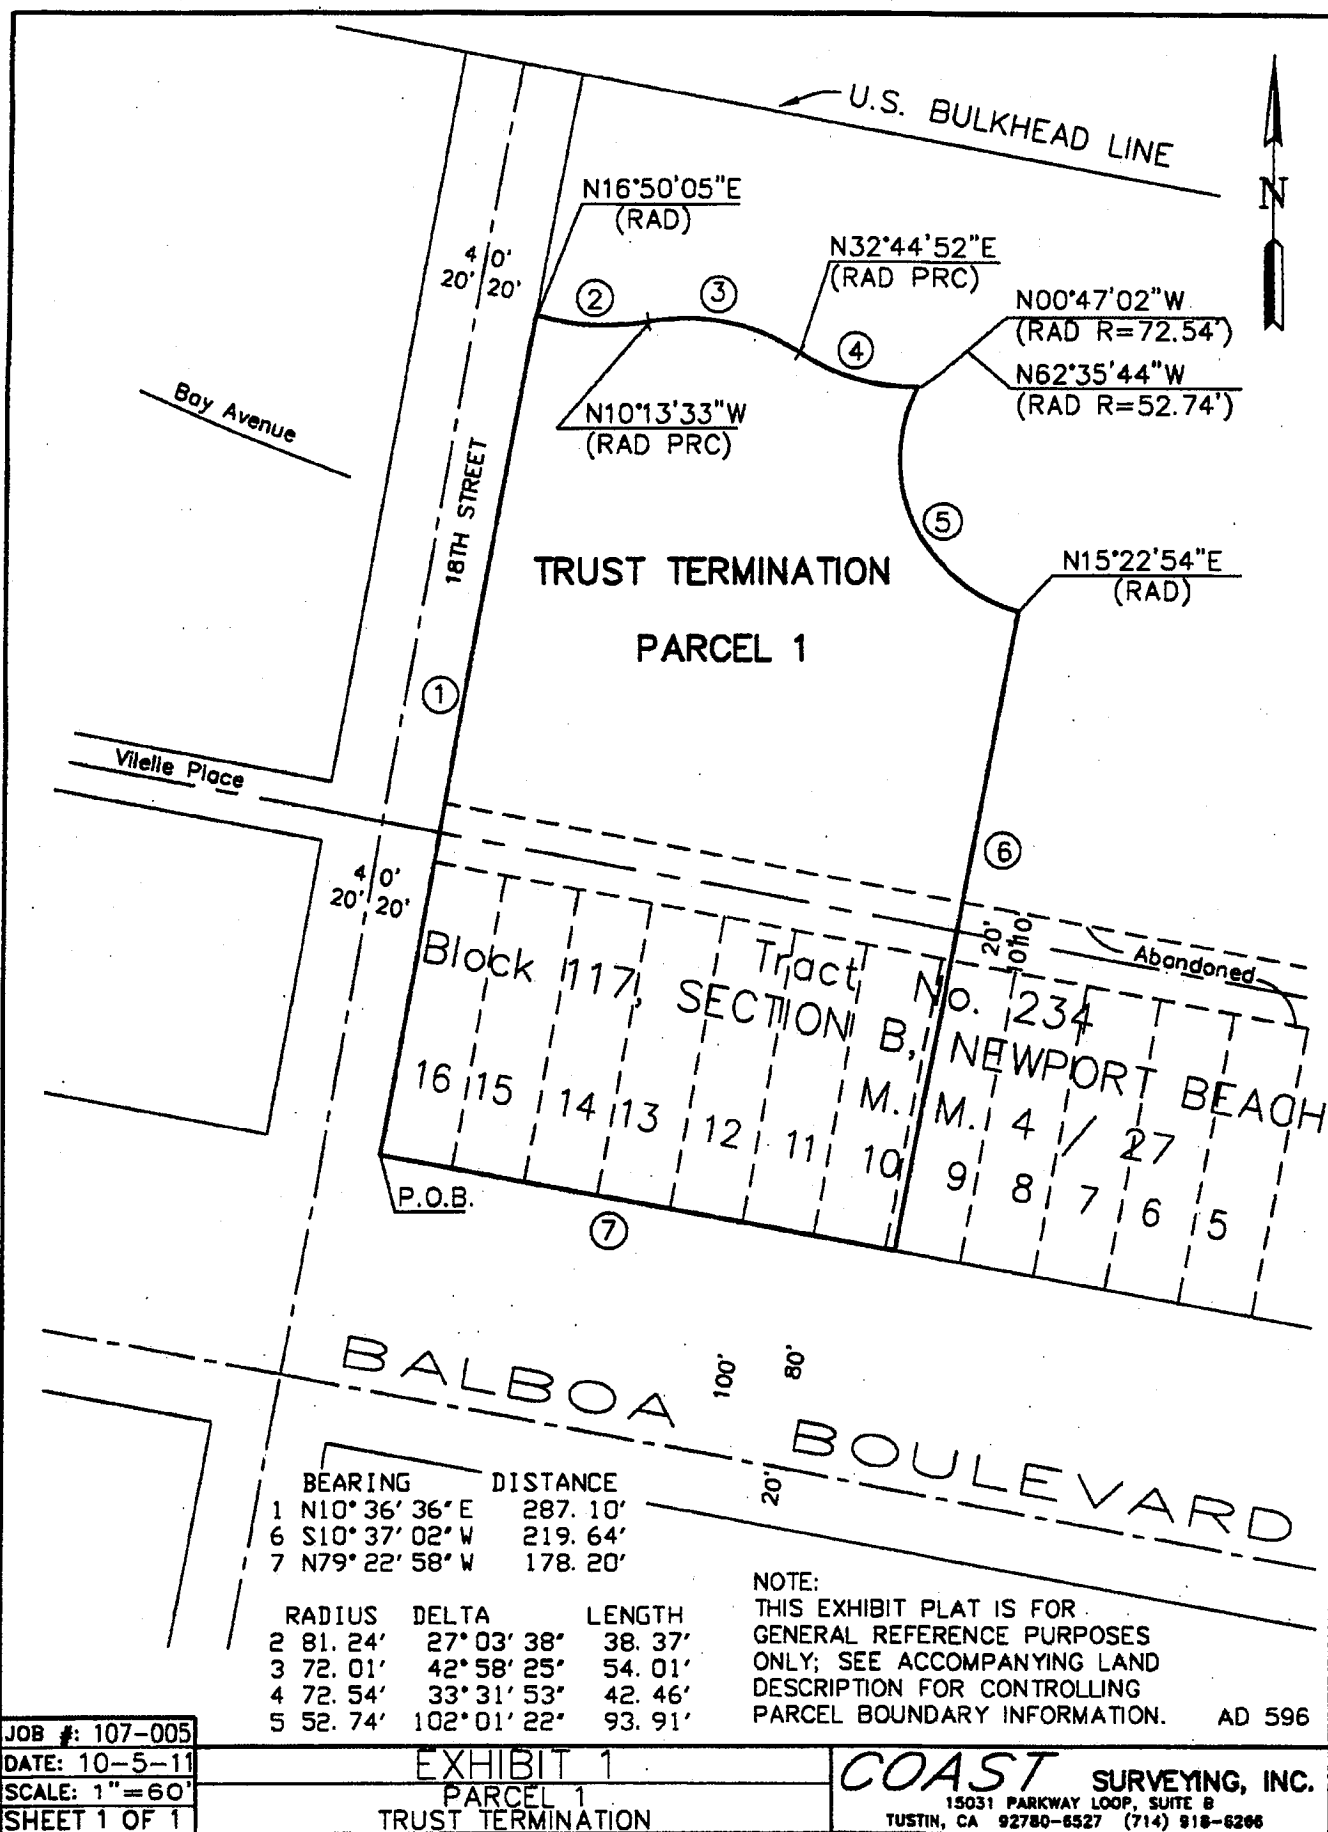 U.S. BULKHEAD LINE
N
N16°50'05"E
(RAD)
N32°44'52"E
(RAD PRC)
4 0'
20' 20'
2
3
4
N00°47'02"W
(RAD R=72.54')
N62°35'44"W
(RAD R=52.74')
Bay Avenue
N10°13'33"W
(RAD PRC)
18TH STREET
5
TRUST TERMINATION
PARCEL 1
N15°22'54"E
(RAD)
1
Vilelle Place
6
4 0'
20' 20'
20'
10'10'
Abandoned
Block 117, Tract No. 234
SECTION B, NEWPORT BEACH
M. M. 4 / 27
16 15 14 13 12 11 10 9 8 7 6 5
P.O.B.
7
BALBOA BOULEVARD
100'
80'
20'
BEARING DISTANCE
1 N10°36'36"E 287.10'
6 S10°37'02"W 219.64'
7 N79°22'58"W 178.20'
RADIUS DELTA LENGTH
2 81.24' 27°03'38" 38.37'
3 72.01' 42°58'25" 54.01'
4 72.54' 33°31'53" 42.46'
5 52.74' 102°01'22" 93.91'
NOTE:
THIS EXHIBIT PLAT IS FOR
GENERAL REFERENCE PURPOSES
ONLY; SEE ACCOMPANYING LAND
DESCRIPTION FOR CONTROLLING
PARCEL BOUNDARY INFORMATION.
AD 596
JOB #: 107-005
DATE: 10-5-11
SCALE: 1"=60'
SHEET 1 OF 1
EXHIBIT 1
PARCEL 1
TRUST TERMINATION
COAST SURVEYING, INC.
15031 PARKWAY LOOP, SUITE B
TUSTIN, CA 92780-6527 (714) 918-6266